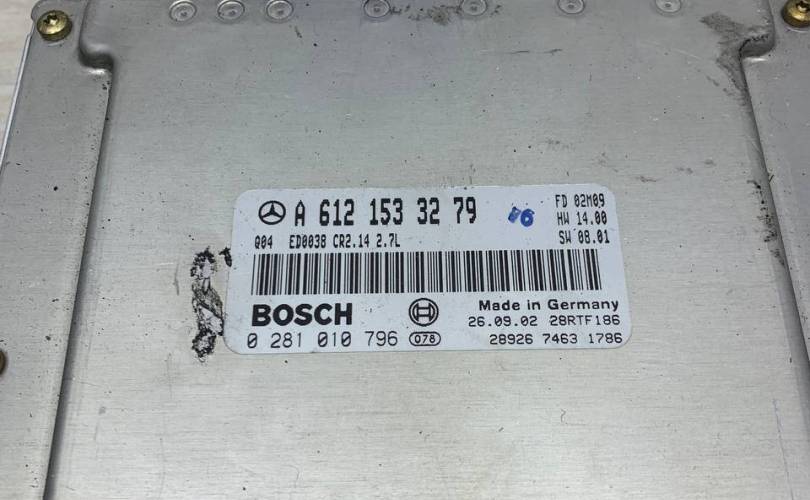 A 612 153 32 79
FD 02M09
HW 14.00
SW 08.01
Q04 ED0038 CR2.14 2.7L
BOSCH
Made in Germany
26.09.02 28RTF186
0 281 010 796 078
28926 7463 1786